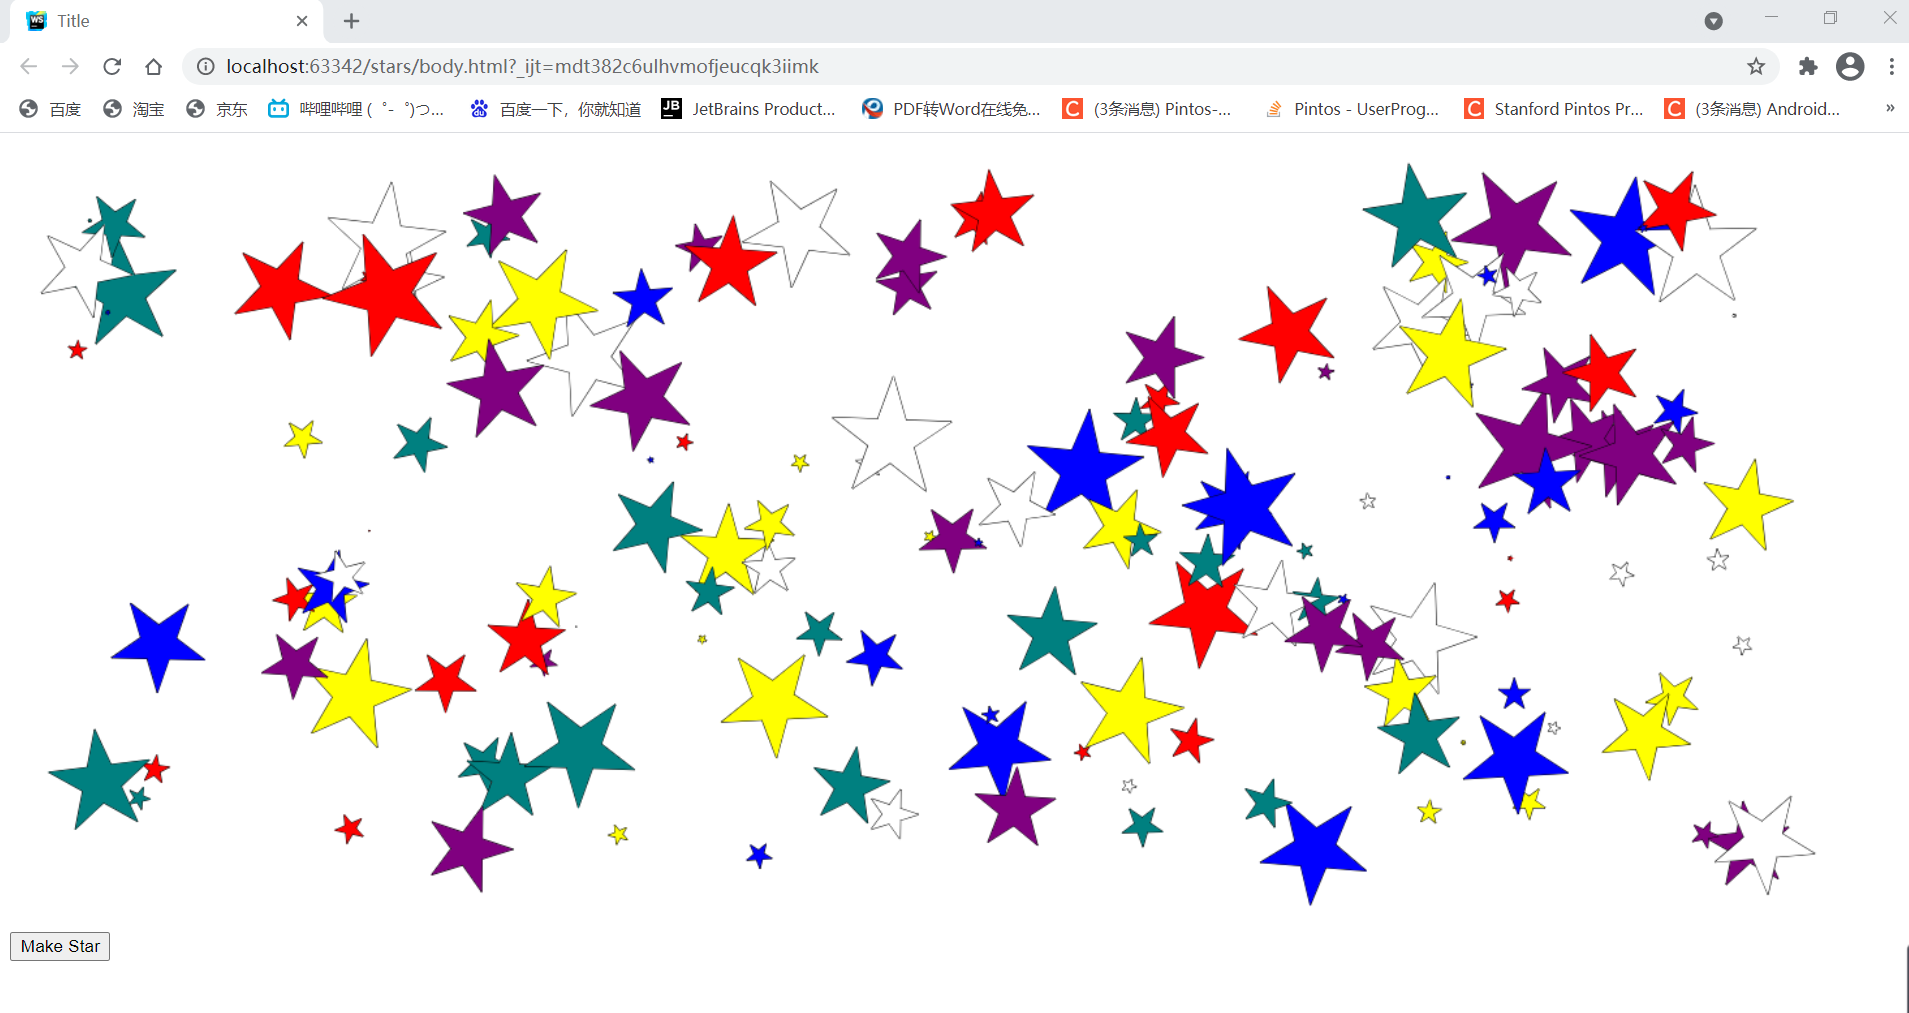 WS Title
localhost:63342/stars/body.html?_ijt=mdt382c6ulhvmofjeucqk3iimk
百度 淘宝 京东 哔哩哔哩 (゜-゜)つ... 百度一下，你就知道 JB JetBrains Product... PDF转Word在线免... C (3条消息) Pintos-... Pintos - UserProg... C Stanford Pintos Pr... C (3条消息) Android... »
Make Star